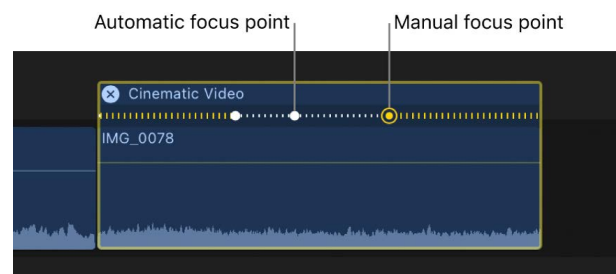 Automatic focus point
Manual focus point
Cinematic Video
IMG_0078